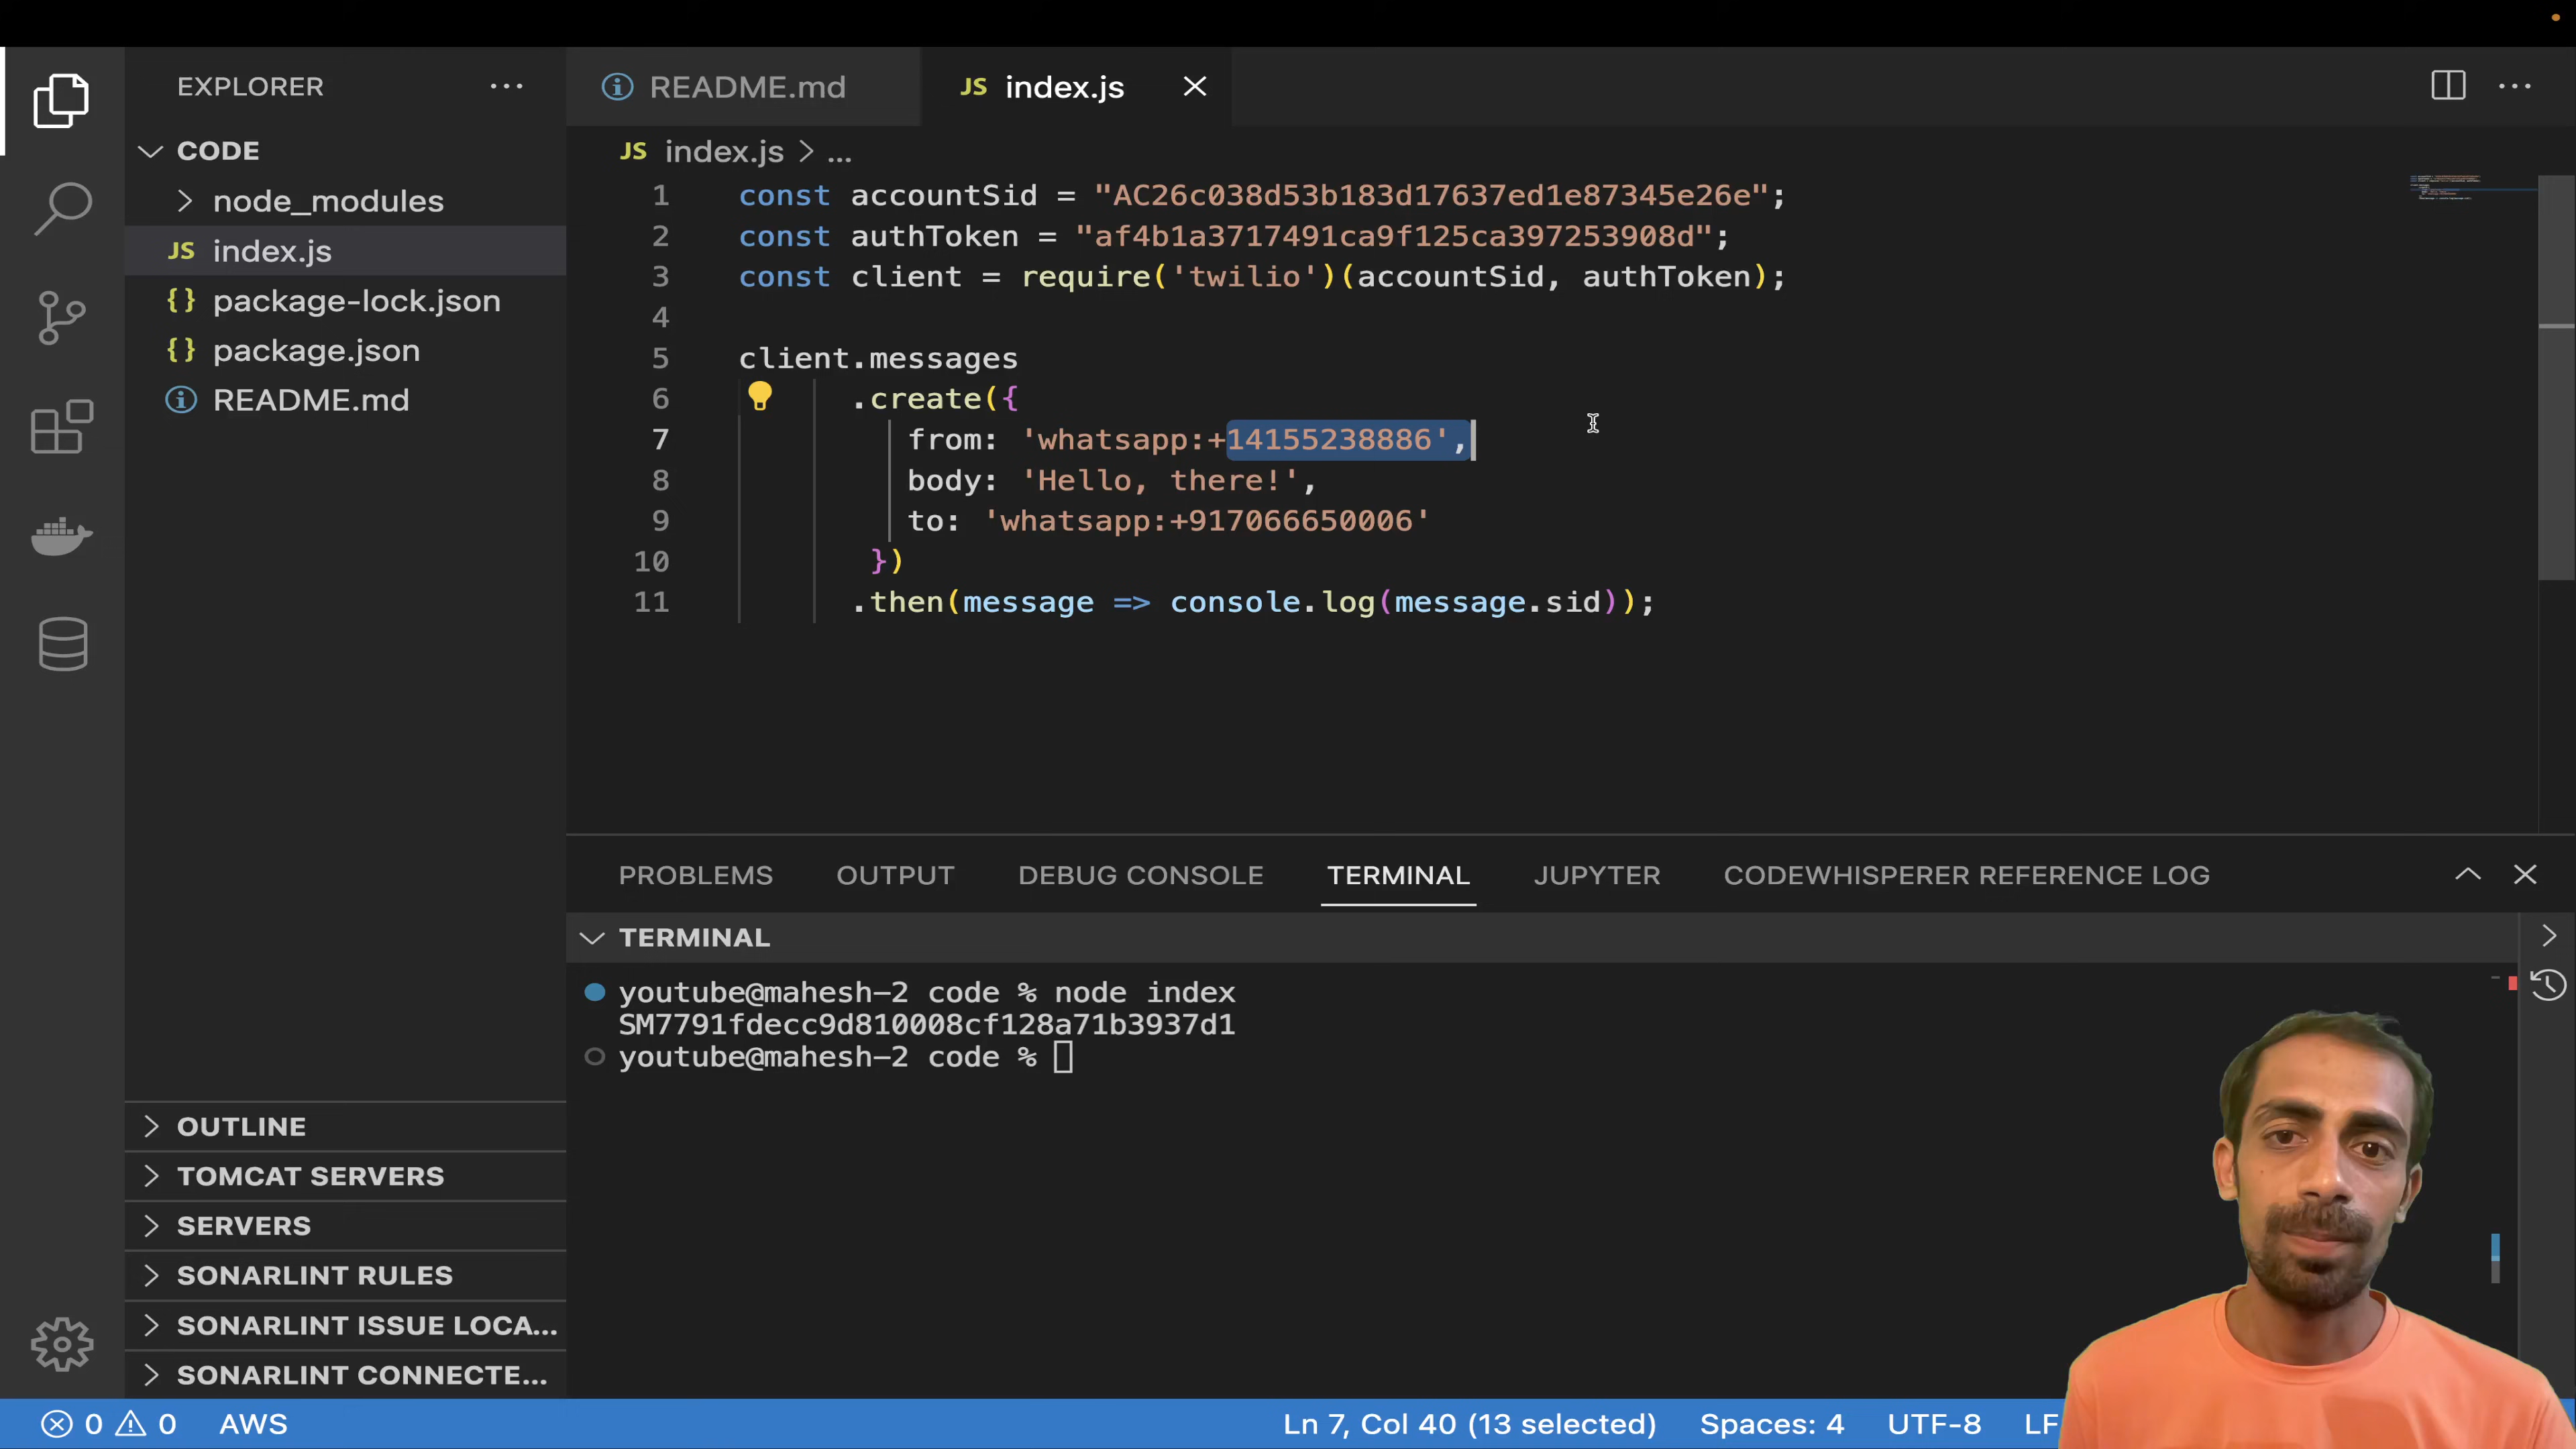 EXPLORER
README.md
JS index.js
CODE
JS index.js > ...
node_modules
JS index.js
{} package-lock.json
{} package.json
README.md
1 const accountSid = "AC26c038d53b183d17637ed1e87345e26e";
2 const authToken = "af4b1a3717491ca9f125ca397253908d";
3 const client = require('twilio')(accountSid, authToken);
4
5 client.messages
6 .create({
7 from: 'whatsapp:+14155238886',
8 body: 'Hello, there!',
9 to: 'whatsapp:+917066650006'
10 })
11 .then(message => console.log(message.sid));
PROBLEMS OUTPUT DEBUG CONSOLE TERMINAL JUPYTER CODEWHISPERER REFERENCE LOG
TERMINAL
youtube@mahesh-2 code % node index
SM7791fdecc9d810008cf128a71b3937d1
youtube@mahesh-2 code %
OUTLINE
TOMCAT SERVERS
SERVERS
SONARLINT RULES
SONARLINT ISSUE LOCA...
SONARLINT CONNECTE...
0 0 AWS Ln 7, Col 40 (13 selected) Spaces: 4 UTF-8 LF